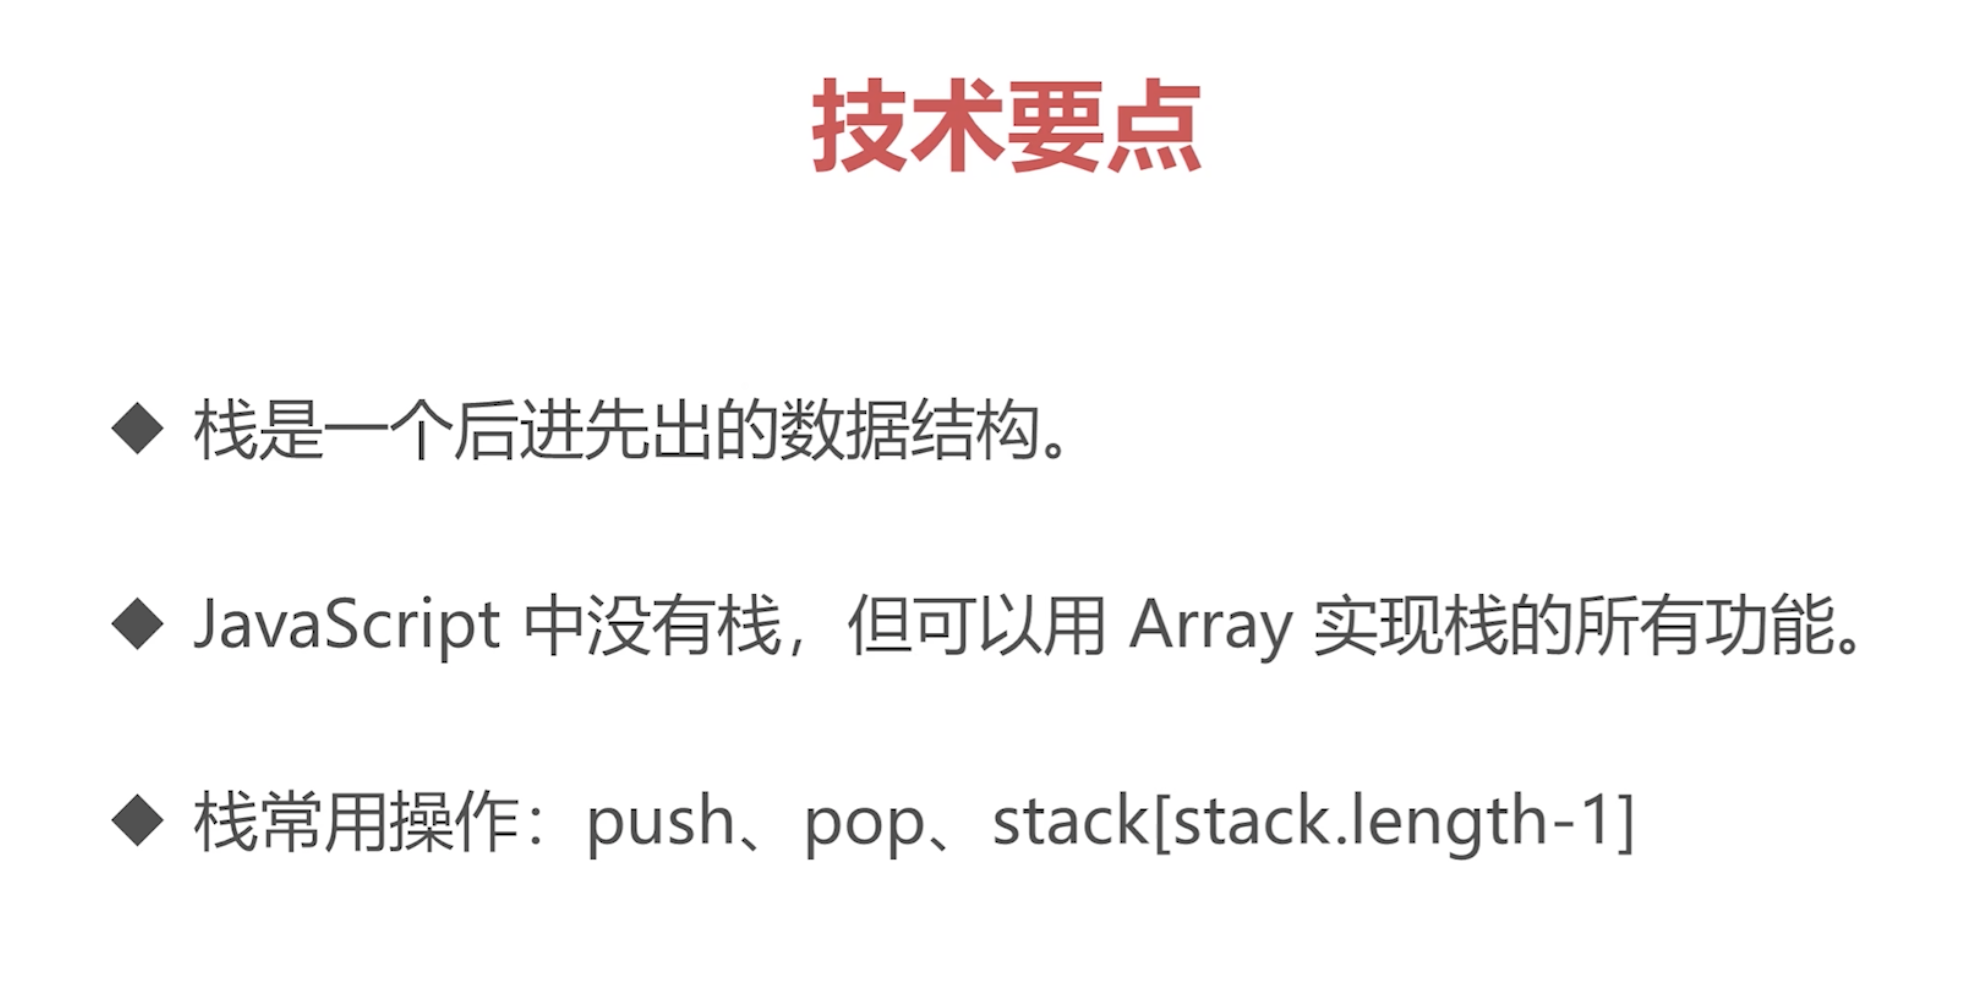 技术要点
◆ 栈是一个后进先出的数据结构。
◆ JavaScript 中没有栈，但可以用 Array 实现栈的所有功能。
◆ 栈常用操作：push、pop、stack[stack.length-1]